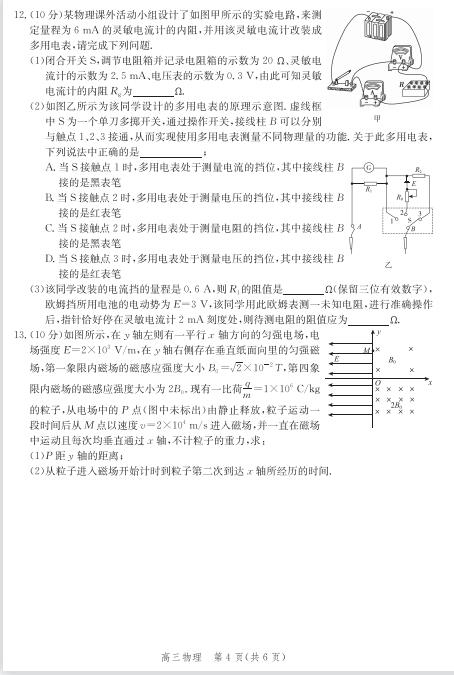 12.(10分)某物理课外活动小组设计了如图甲所示的实验电路,来测
定量程为6 mA的灵敏电流计的内阻,并用该灵敏电流计改装成
多用电表,请完成下列问题.
(1)闭合开关S,调节电阻箱并记录电阻箱的示数为20 Ω、灵敏电
流计的示数为2.5 mA、电压表的示数为0.3 V,由此可知灵敏
电流计的内阻Rg为______Ω.
(2)如图乙所示为该同学设计的多用电表的原理示意图.虚线框
中S为一个单刀多掷开关,通过操作开关,接线柱B可以分别
与触点1、2、3接通,从而实现使用多用电表测量不同物理量的功能.关于此多用电表,
下列说法中正确的是__________;
A.当S接触点1时,多用电表处于测量电流的挡位,其中接线柱B
接的是黑表笔
B.当S接触点2时,多用电表处于测量电压的挡位,其中接线柱B
接的是红表笔
C.当S接触点2时,多用电表处于测量电阻的挡位,其中接线柱B
接的是黑表笔
D.当S接触点3时,多用电表处于测量电压的挡位,其中接线柱B
接的是红表笔
甲
G
R₁
R₂
E
1
2
3
S
A
B
乙
(3)该同学改装的电流挡的量程是0.6 A,则R₁的阻值是______Ω(保留三位有效数字),
欧姆挡所用电池的电动势为E=3 V,该同学用此欧姆表测一未知电阻,进行准确操作
后,指针恰好停在灵敏电流计2 mA刻度处,则待测电阻的阻值应为______Ω.
13.(10分)如图所示,在y轴左侧有一平行x轴方向的匀强电场,电
场强度E=2×10³ V/m,在y轴右侧存在垂直纸面向里的匀强磁
场,第一象限内磁场的磁感应强度大小B₀=√2×10⁻² T,第四象
限内磁场的磁感应强度大小为2B₀.现有一比荷q/m=1×10⁶ C/kg
的粒子,从电场中的P点(图中未标出)由静止释放,粒子运动一
段时间后从M点以速度v=2×10⁴ m/s进入磁场,并一直在磁场
中运动且每次均垂直通过x轴,不计粒子的重力,求:
(1)P距y轴的距离;
(2)从粒子进入磁场开始计时到粒子第二次到达x轴所经历的时间.
y
M
E
B₀
O
x
2B₀
高三物理 第4页(共6页)